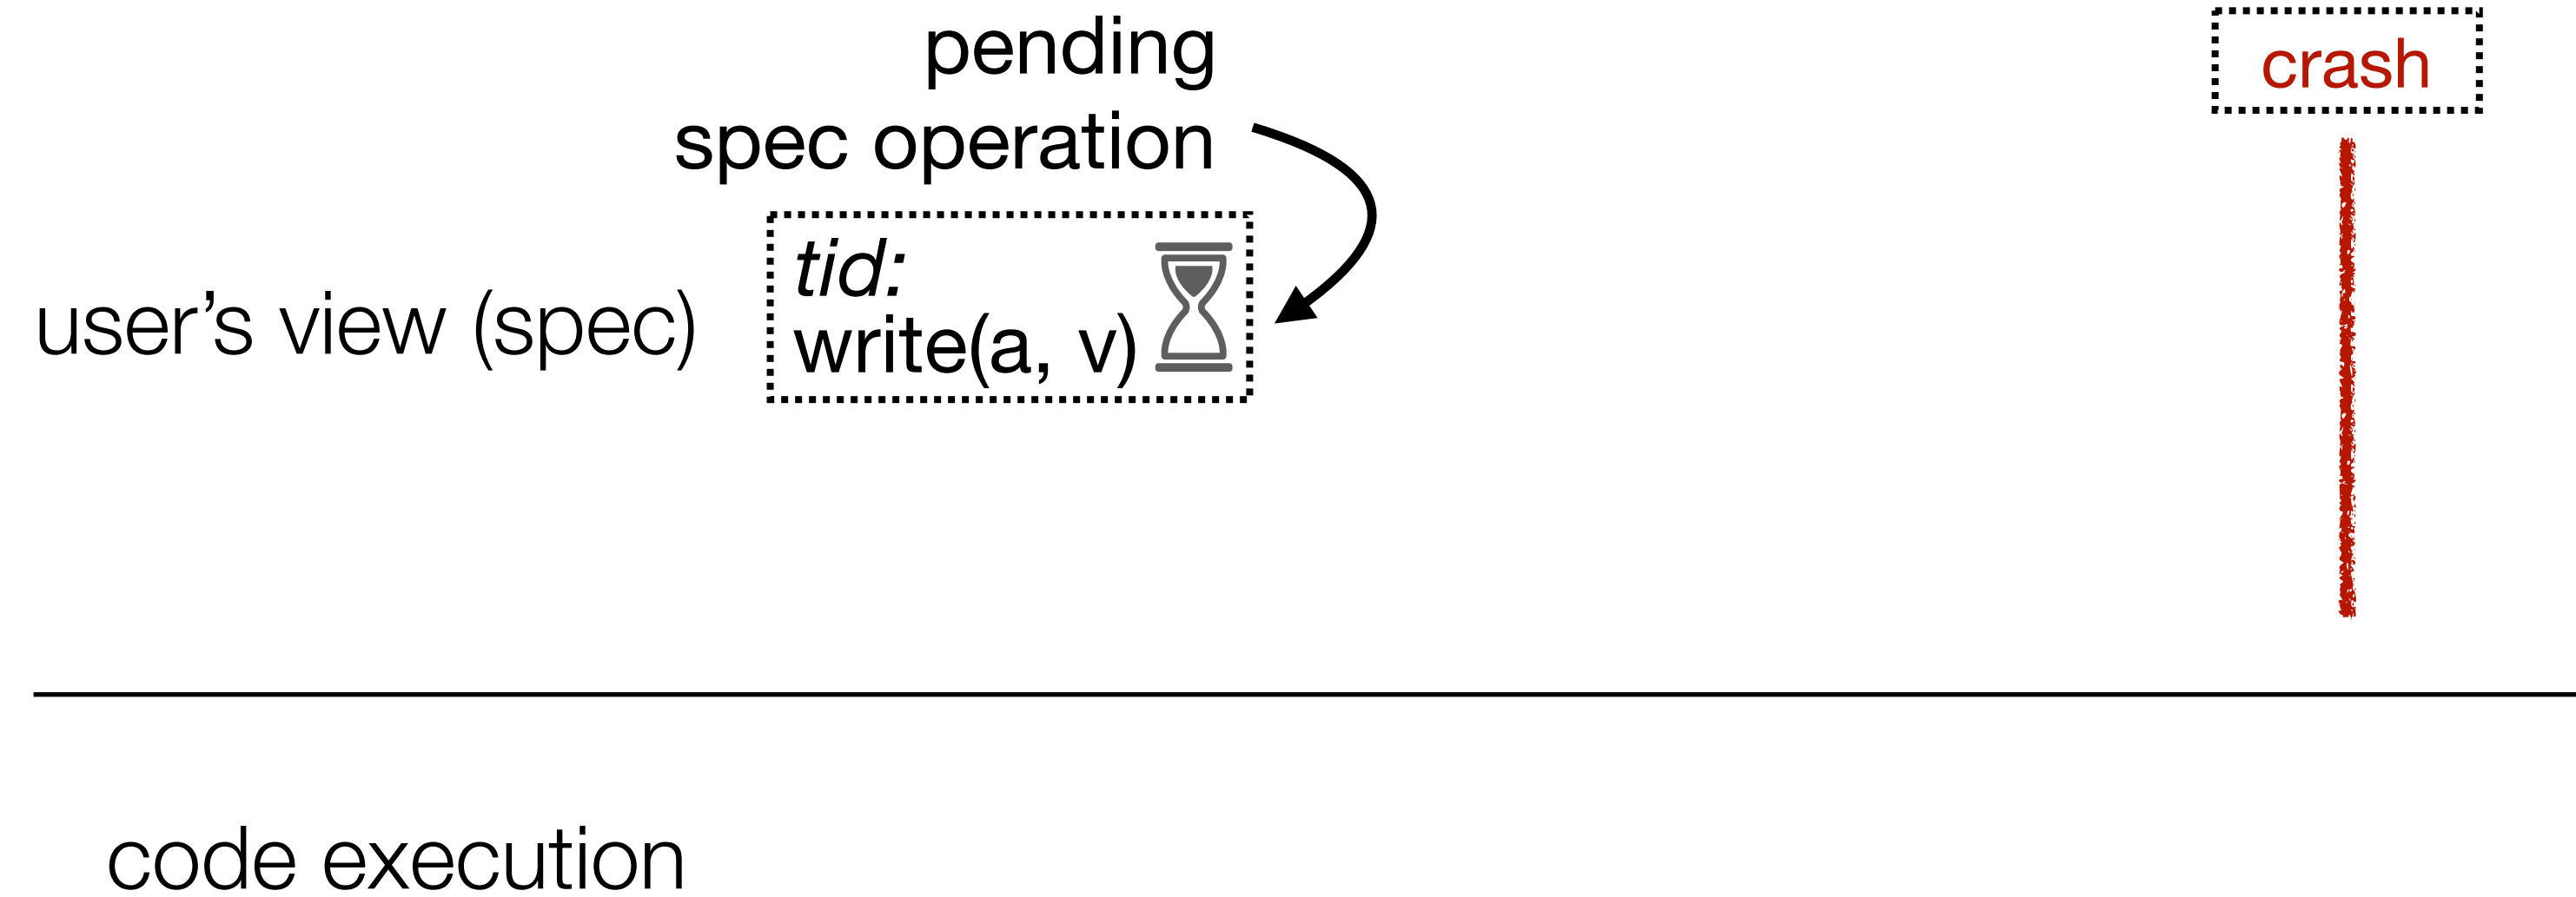 pending
spec operation
crash
user’s view (spec)
tid:
write(a, v)
code execution